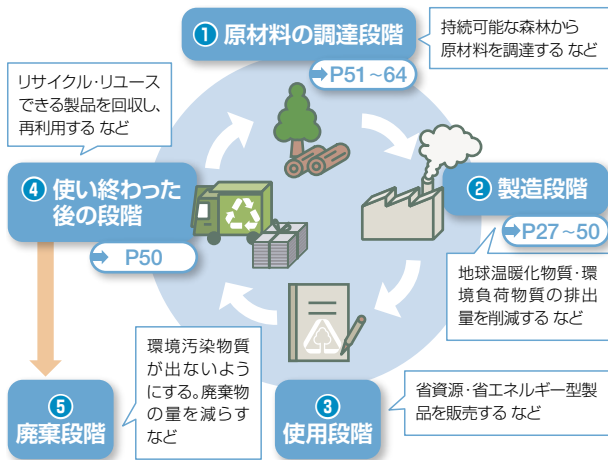 ① 原材料の調達段階
➡P51~64
持続可能な森林から
原材料を調達する など
リサイクル・リユース
できる製品を回収し、
再利用する など
④ 使い終わった
後の段階
➡ P50
② 製造段階
➡P27~50
地球温暖化物質・環
境負荷物質の排出
量を削減する など
環境汚染物質
が出ないよう
にする。廃棄物
の量を減らす
など
⑤
廃棄段階
③
使用段階
省資源・省エネルギー型製
品を販売する など